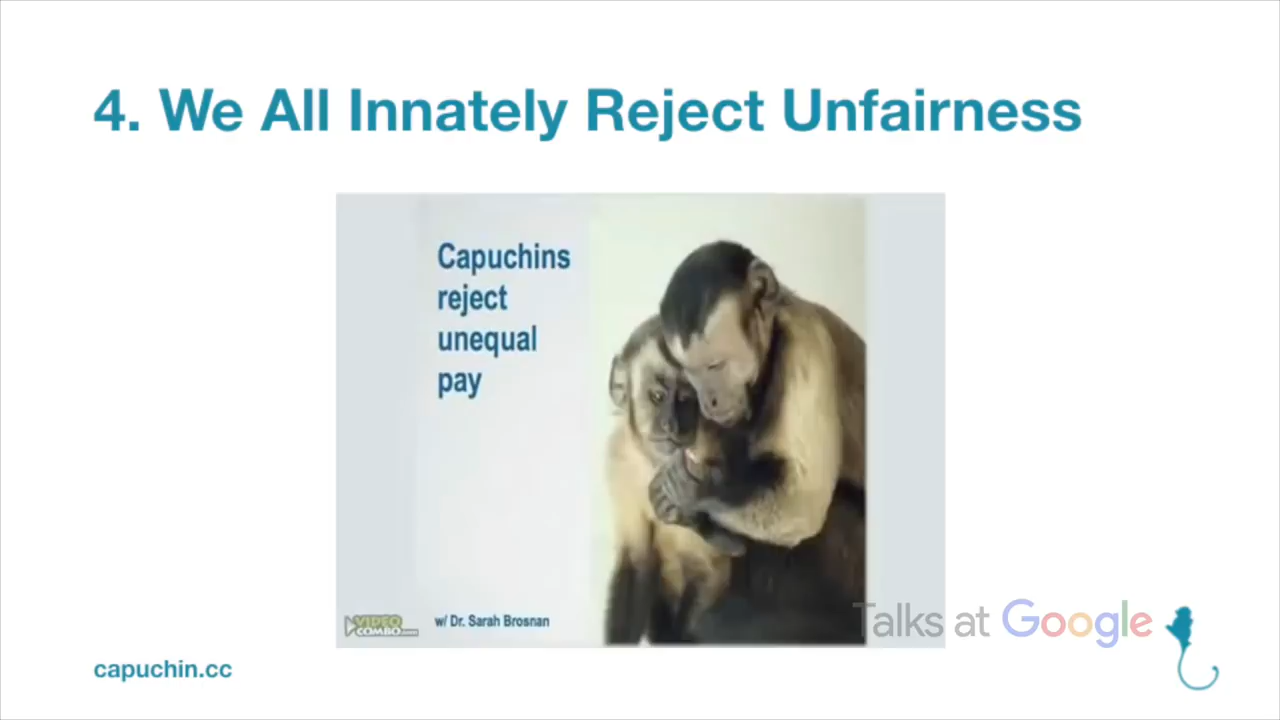 4. We All Innately Reject Unfairness
Capuchins
reject
unequal
pay
VIDEO
COMBO.com
w/ Dr. Sarah Brosnan
Talks at Google
capuchin.cc